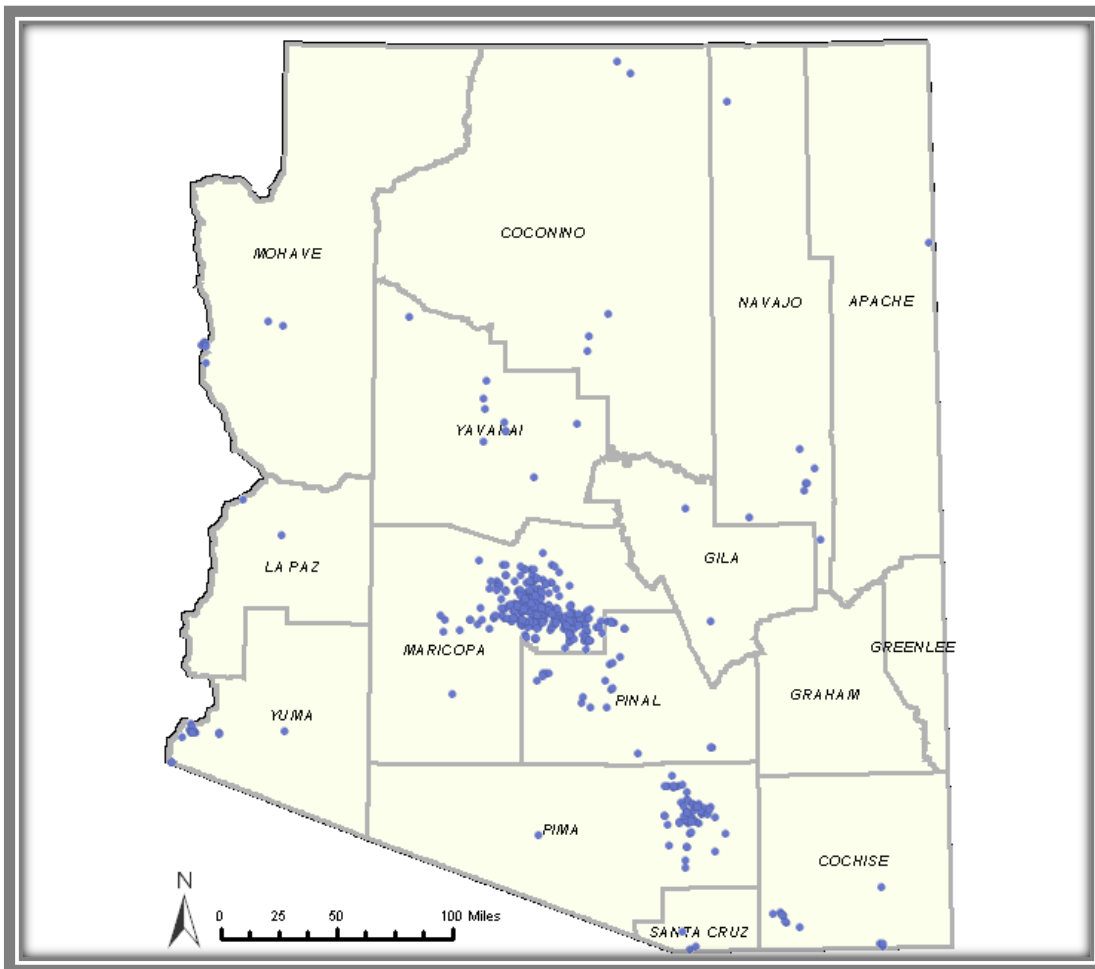 COCONINO
MOHAVE
NAVAJO
APACHE
YAVAPAI
GILA
LA PAZ
MARICOPA
GREENLEE
GRAHAM
PINAL
YUMA
PIMA
COCHISE
SANTA CRUZ
N
0 25 50 100 Miles